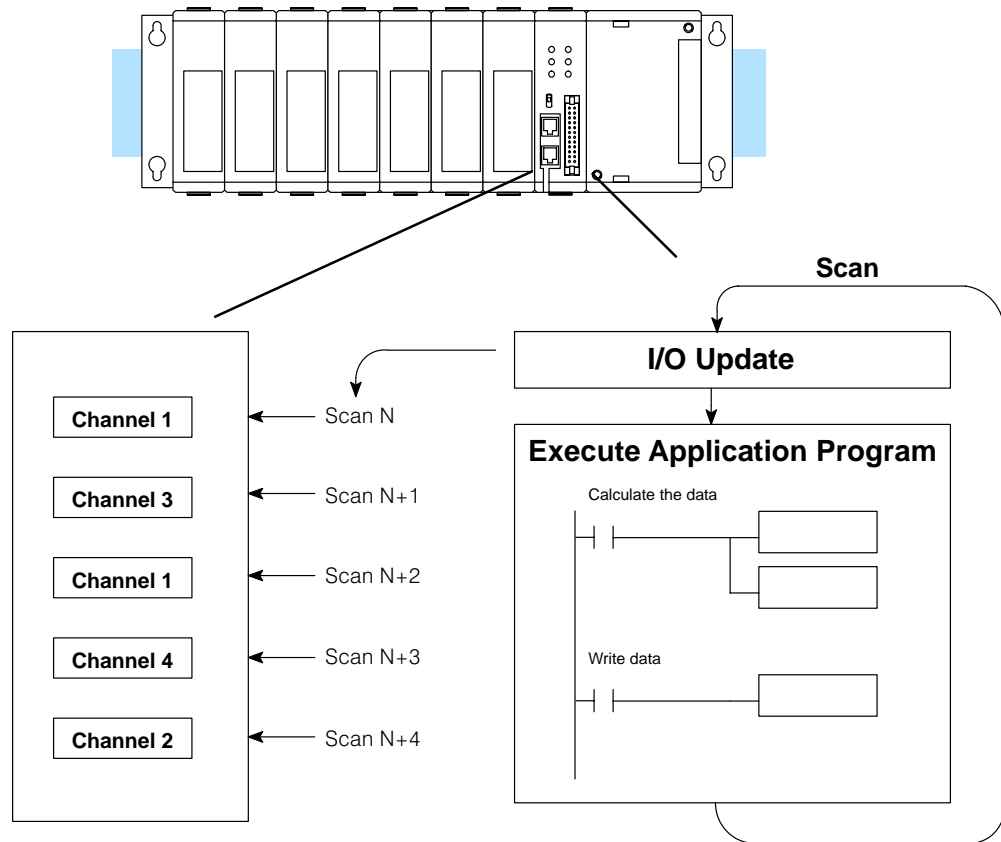 Scan
I/O Update
Channel 1
Scan N
Execute Application Program
Calculate the data
Channel 3
Scan N+1
Channel 1
Scan N+2
Channel 4
Scan N+3
Write data
Channel 2
Scan N+4